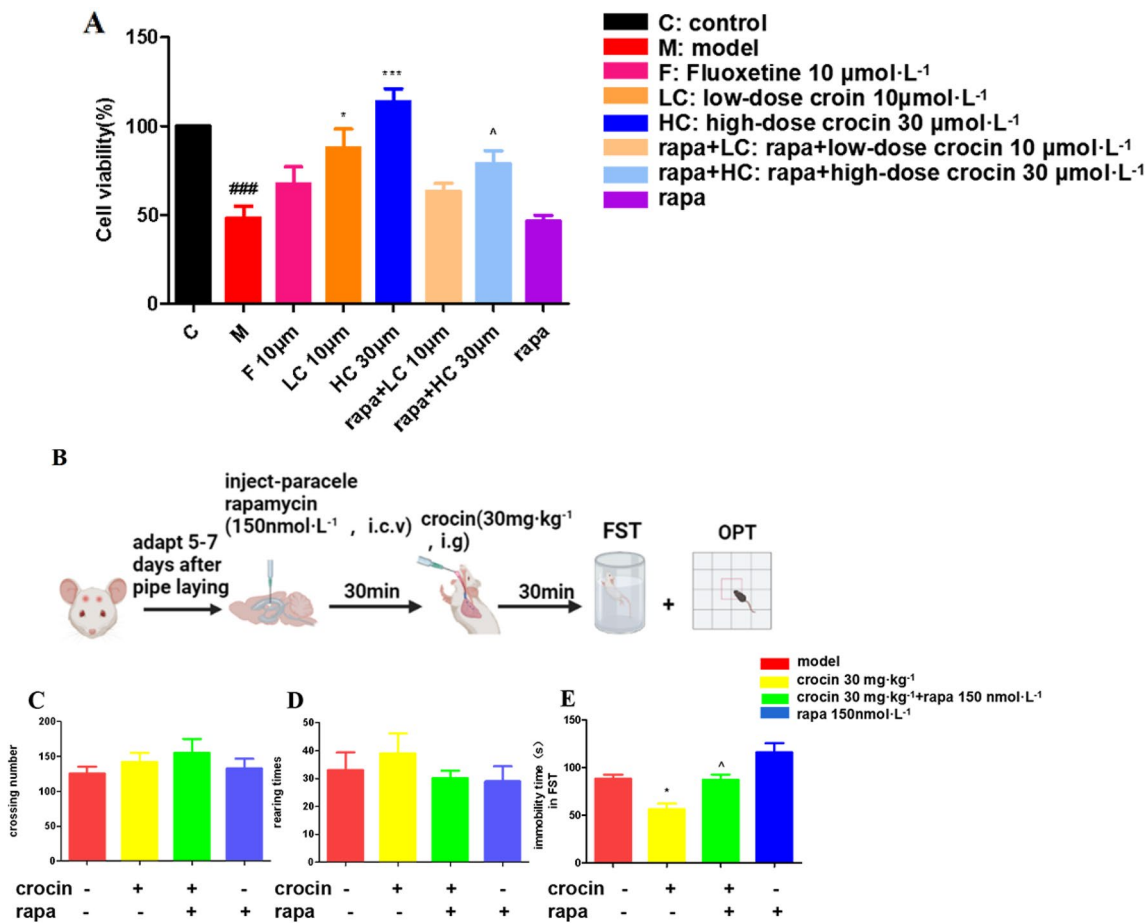 A
Cell viability(%)
150
100
50
0
###
*
***
^
C
M
F 10μm
LC 10μm
HC 30μm
rapa+LC 10μm
rapa+HC 30μm
rapa
C: control
M: model
F: Fluoxetine 10 μmol·L⁻¹
LC: low-dose croin 10μmol·L⁻¹
HC: high-dose crocin 30 μmol·L⁻¹
rapa+LC: rapa+low-dose crocin 10 μmol·L⁻¹
rapa+HC: rapa+high-dose crocin 30 μmol·L⁻¹
rapa
B
adapt 5-7
days after
pipe laying
inject-paracele
rapamycin
(150nmol·L⁻¹ , i.c.v)
30min
crocin(30mg·kg⁻¹
, i.g)
30min
FST
+
OPT
model
crocin 30 mg·kg⁻¹
crocin 30 mg·kg⁻¹+rapa 150 nmol·L⁻¹
rapa 150nmol·L⁻¹
C
crossing number
200
150
100
50
0
crocin - + + -
rapa - - + +
D
rearing times
50
40
30
20
10
0
crocin - + + -
rapa - - + +
E
immobility time (s)
in FST
150
100
50
0
*
^
crocin - + + -
rapa - - + +